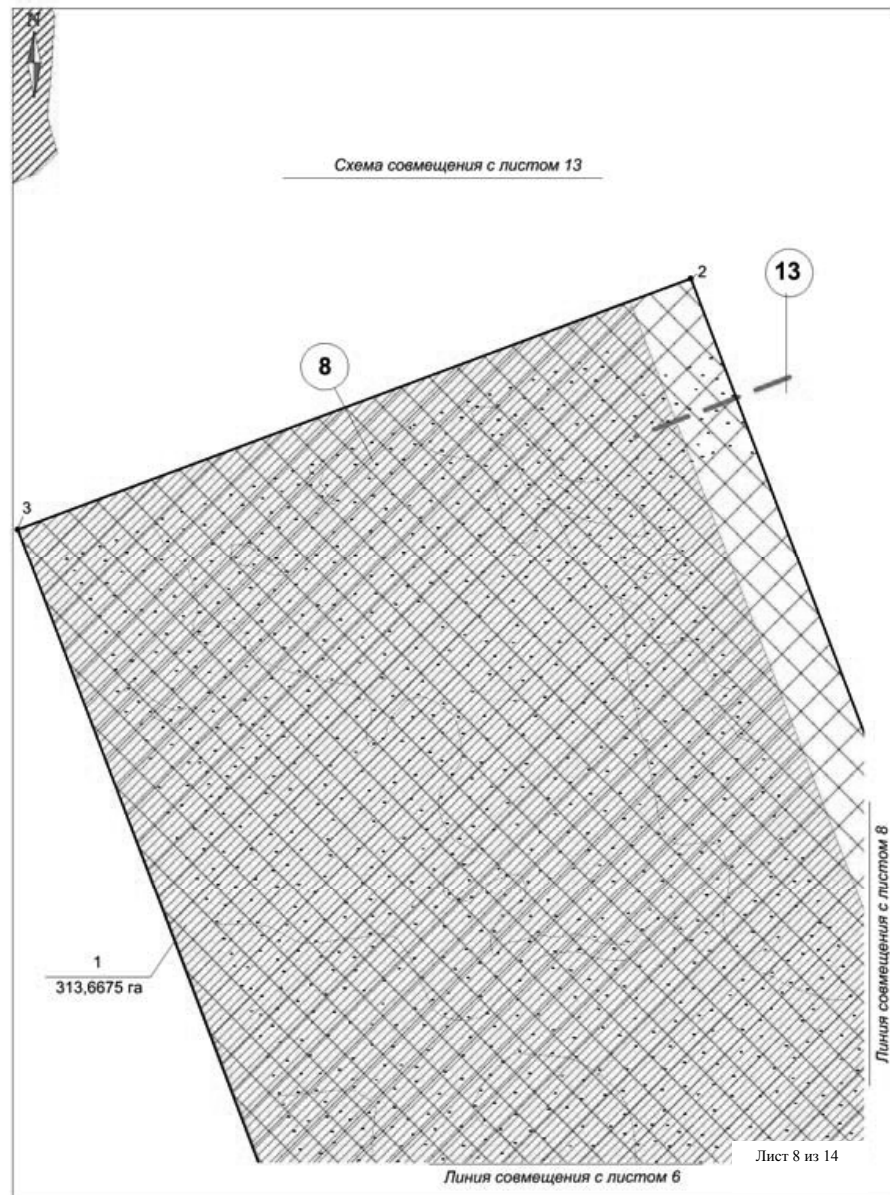 N
Схема совмещения с листом 13
2
13
8
3
1
313,6675 га
Линия совмещения с листом 8
Лист 8 из 14
Линия совмещения с листом 6